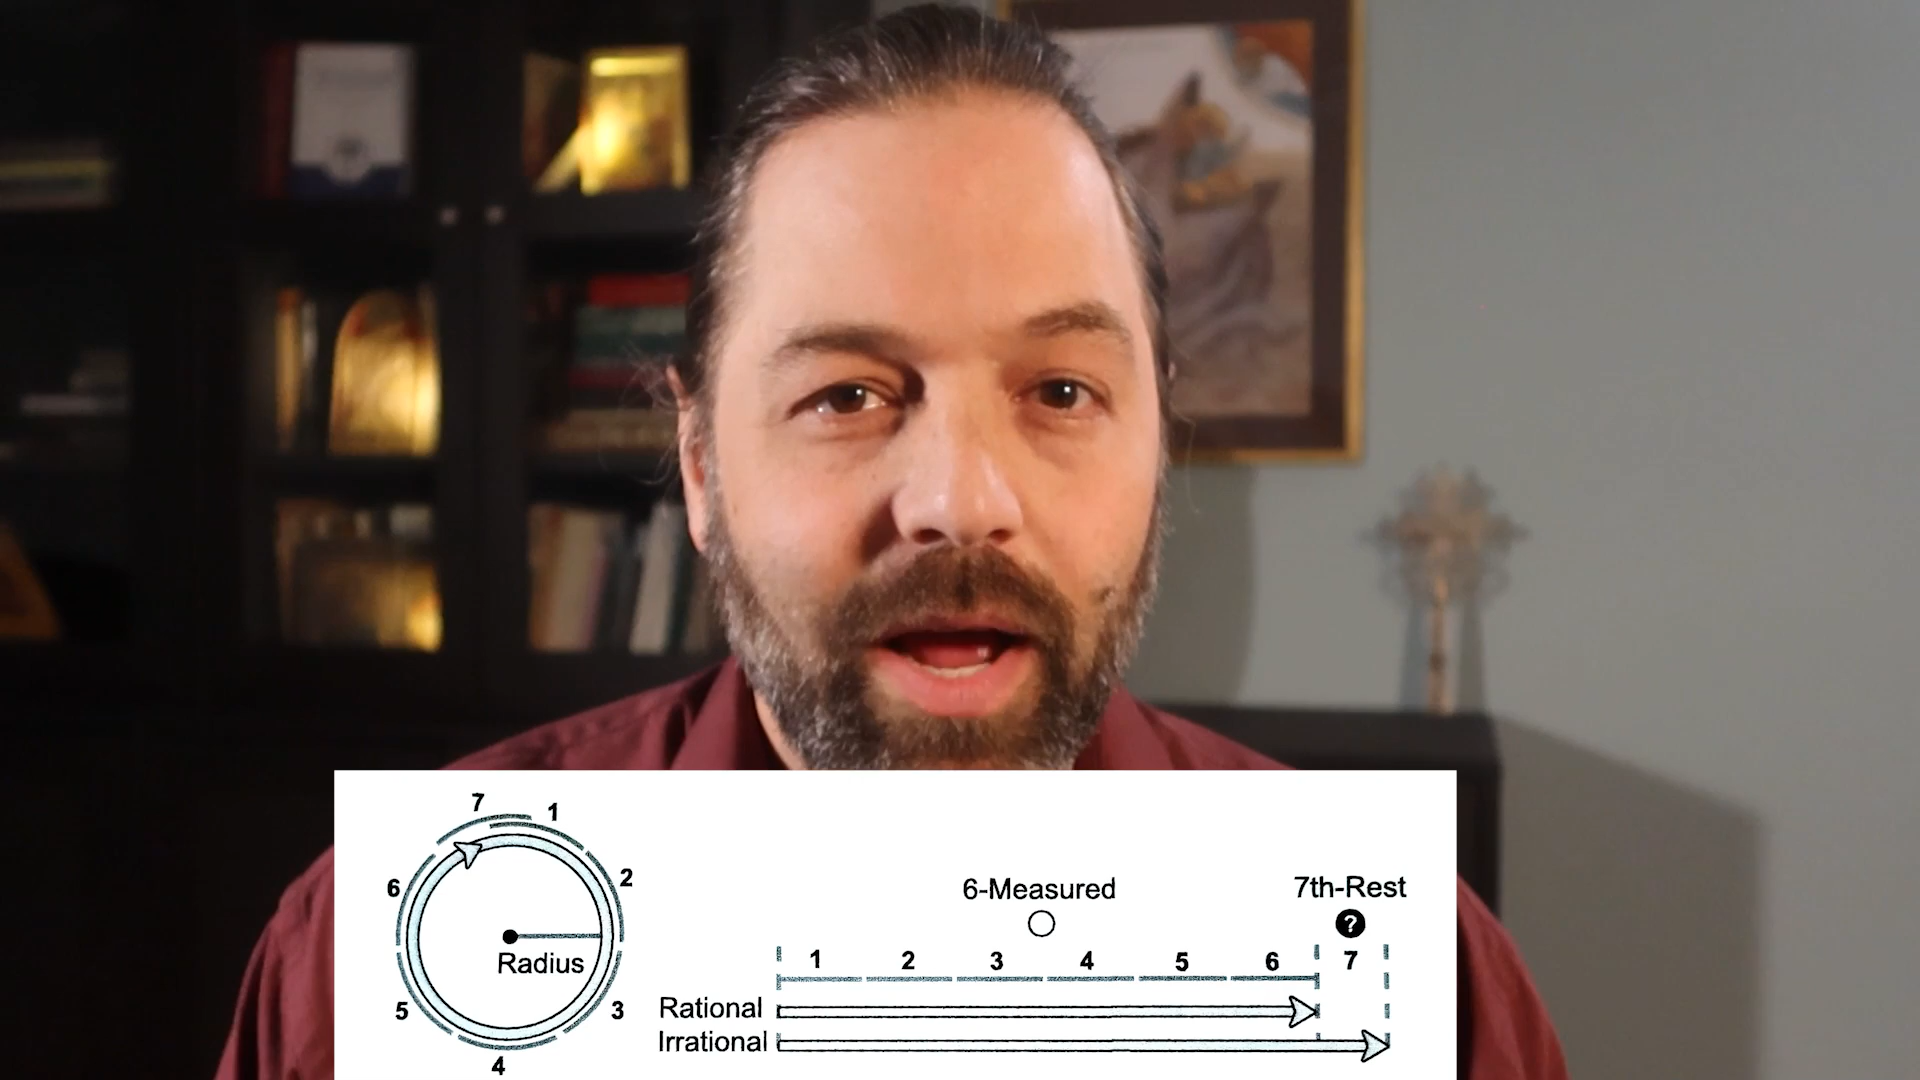 7
1
6
2
Radius
5
3
4
6-Measured
7th-Rest
?
1 2 3 4 5 6 7
Rational
Irrational